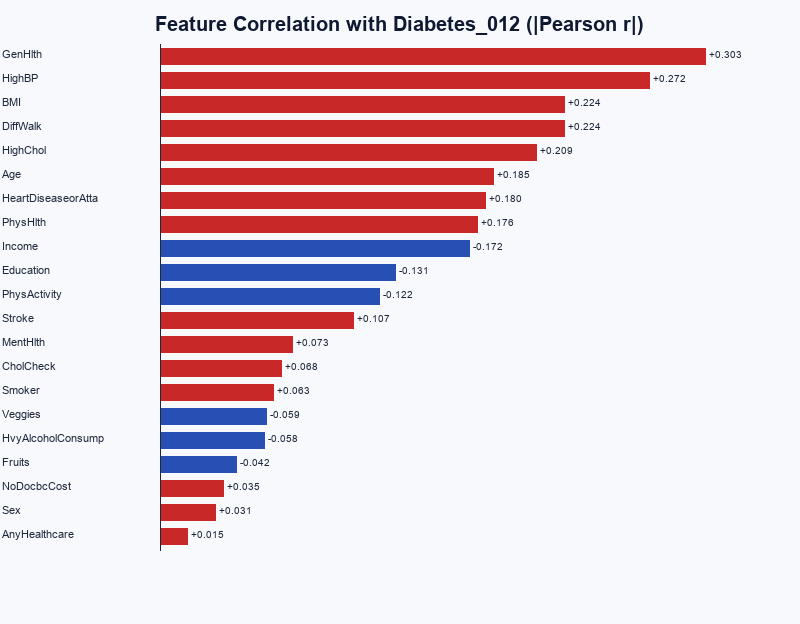 Feature Correlation with Diabetes_012 (|Pearson r|)
GenHlth +0.303
HighBP +0.272
BMI +0.224
DiffWalk +0.224
HighChol +0.209
Age +0.185
HeartDiseaseorAtta +0.180
PhysHlth +0.176
Income -0.172
Education -0.131
PhysActivity -0.122
Stroke +0.107
MentHlth +0.073
CholCheck +0.068
Smoker +0.063
Veggies -0.059
HvyAlcoholConsump -0.058
Fruits -0.042
NoDocbcCost +0.035
Sex +0.031
AnyHealthcare +0.015